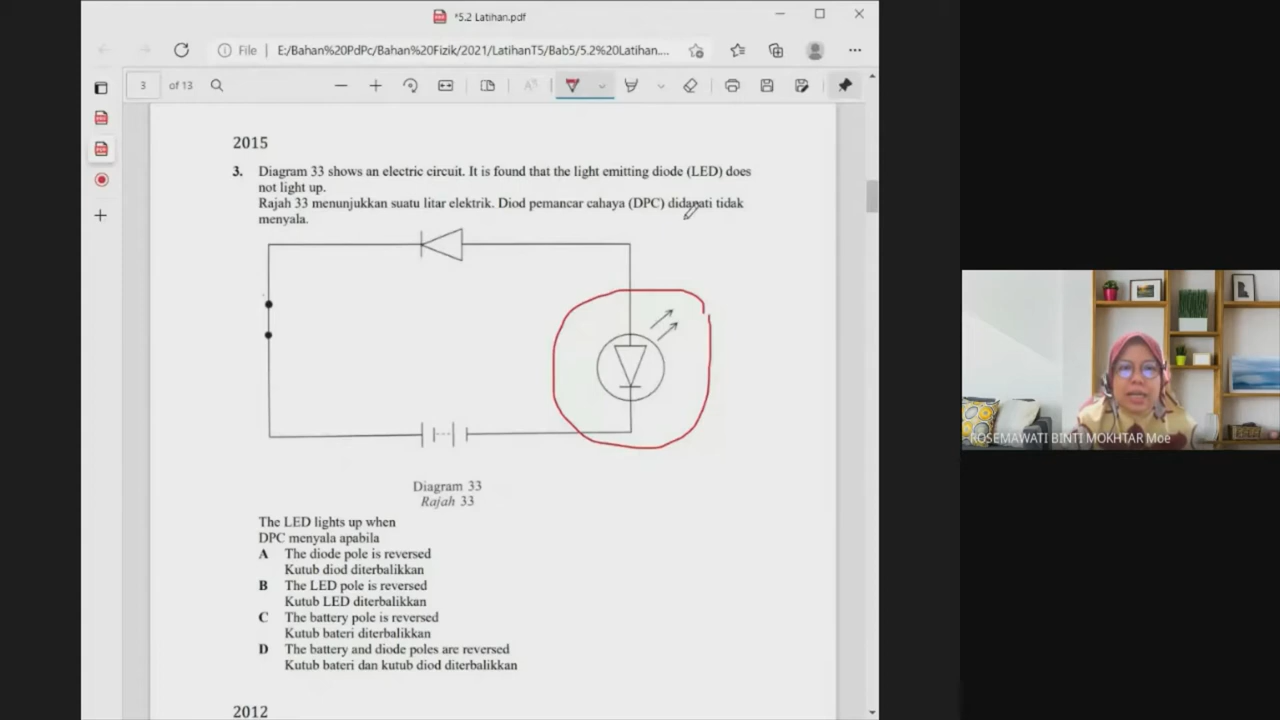 *5.2 Latihan.pdf
File
E:/Bahan%20PdPc/Bahan%20Fizik/2021/LatihanT5/Bab5/5.2%20Latihan....
3 of 13
2015
3. Diagram 33 shows an electric circuit. It is found that the light emitting diode (LED) does
not light up.
Rajah 33 menunjukkan suatu litar elektrik. Diod pemancar cahaya (DPC) didapati tidak
menyala.
Diagram 33
Rajah 33
The LED lights up when
DPC menyala apabila
A The diode pole is reversed
Kutub diod diterbalikkan
B The LED pole is reversed
Kutub LED diterbalikkan
C The battery pole is reversed
Kutub bateri diterbalikkan
D The battery and diode poles are reversed
Kutub bateri dan kutub diod diterbalikkan
2012
ROSEMAWATI BINTI MOKHTAR Moe